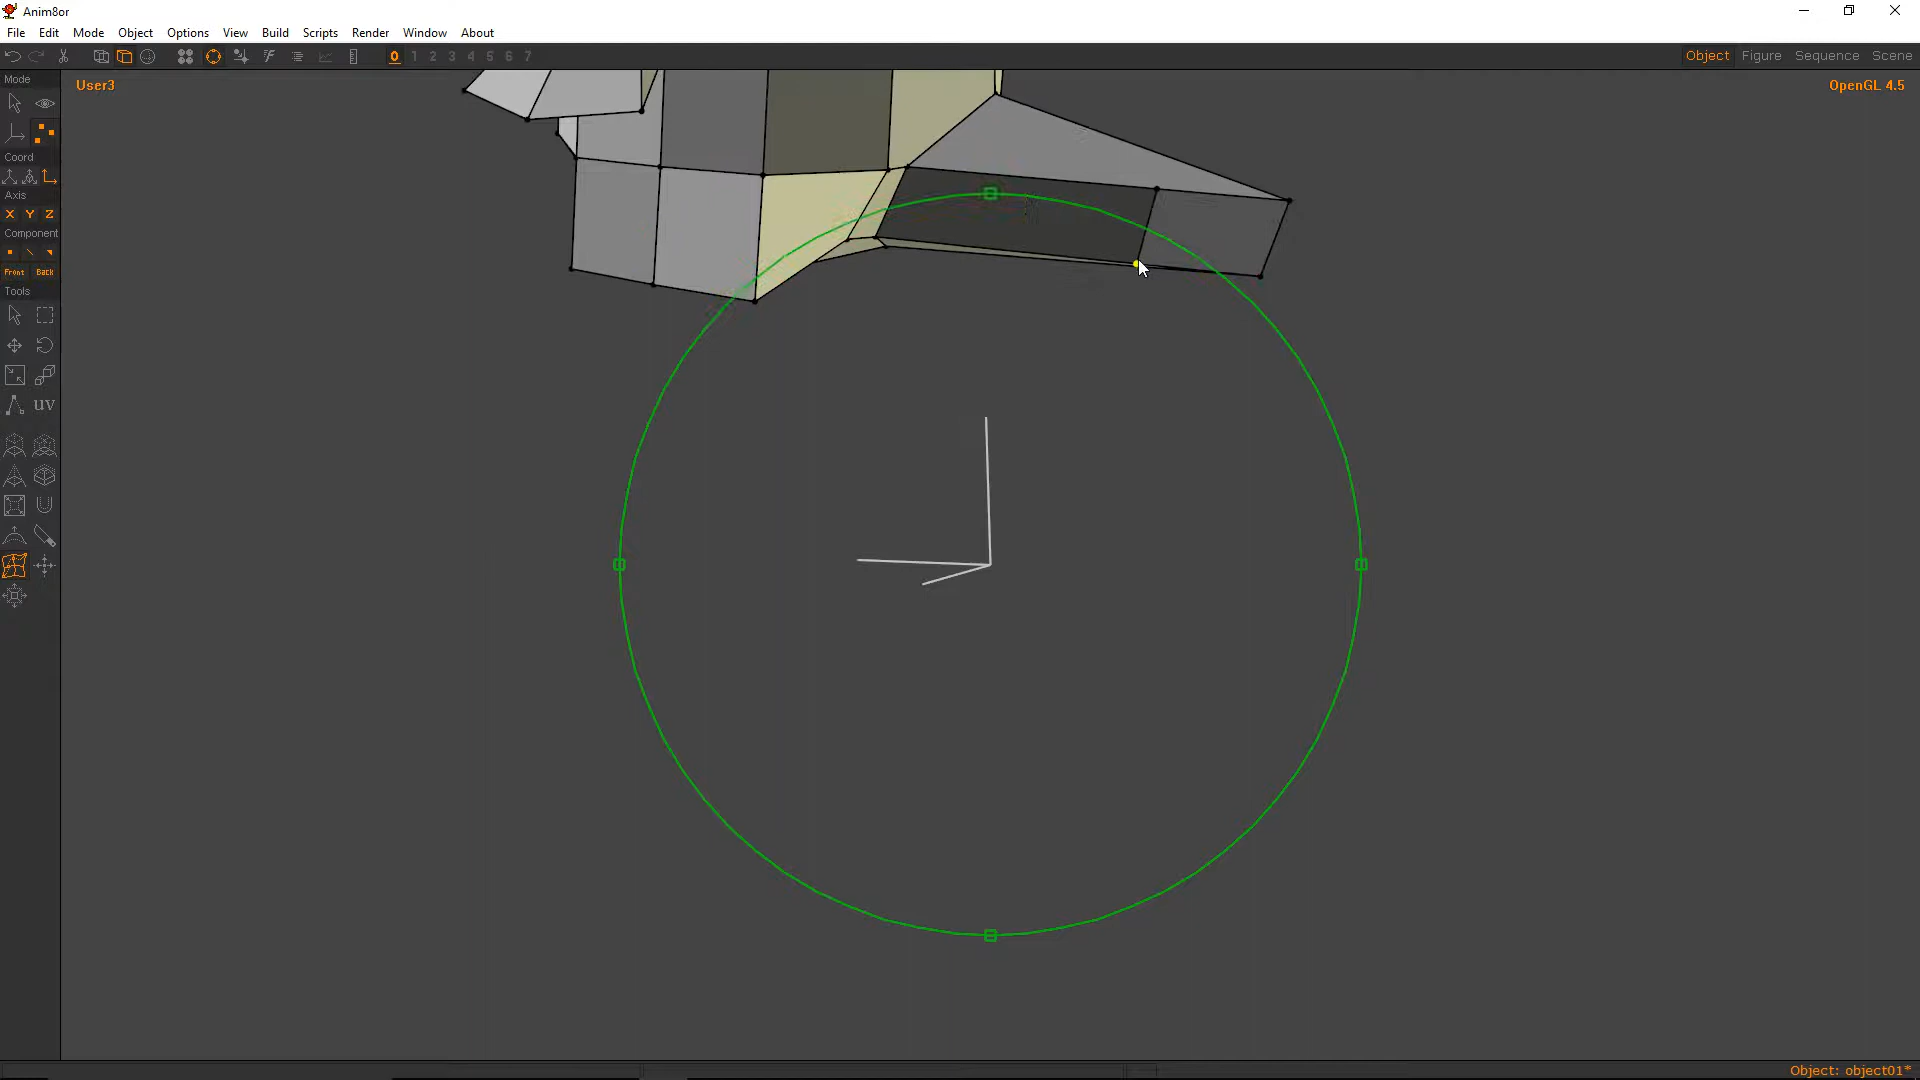 Anim8or
File Edit Mode Object Options View Build Scripts Render Window About
0 1 2 3 4 5 6 7
Object Figure Sequence Scene
Mode
User3
OpenGL 4.5
Coord
Axis
X Y Z
Component
Front Back
Tools
UV
Object: object01*